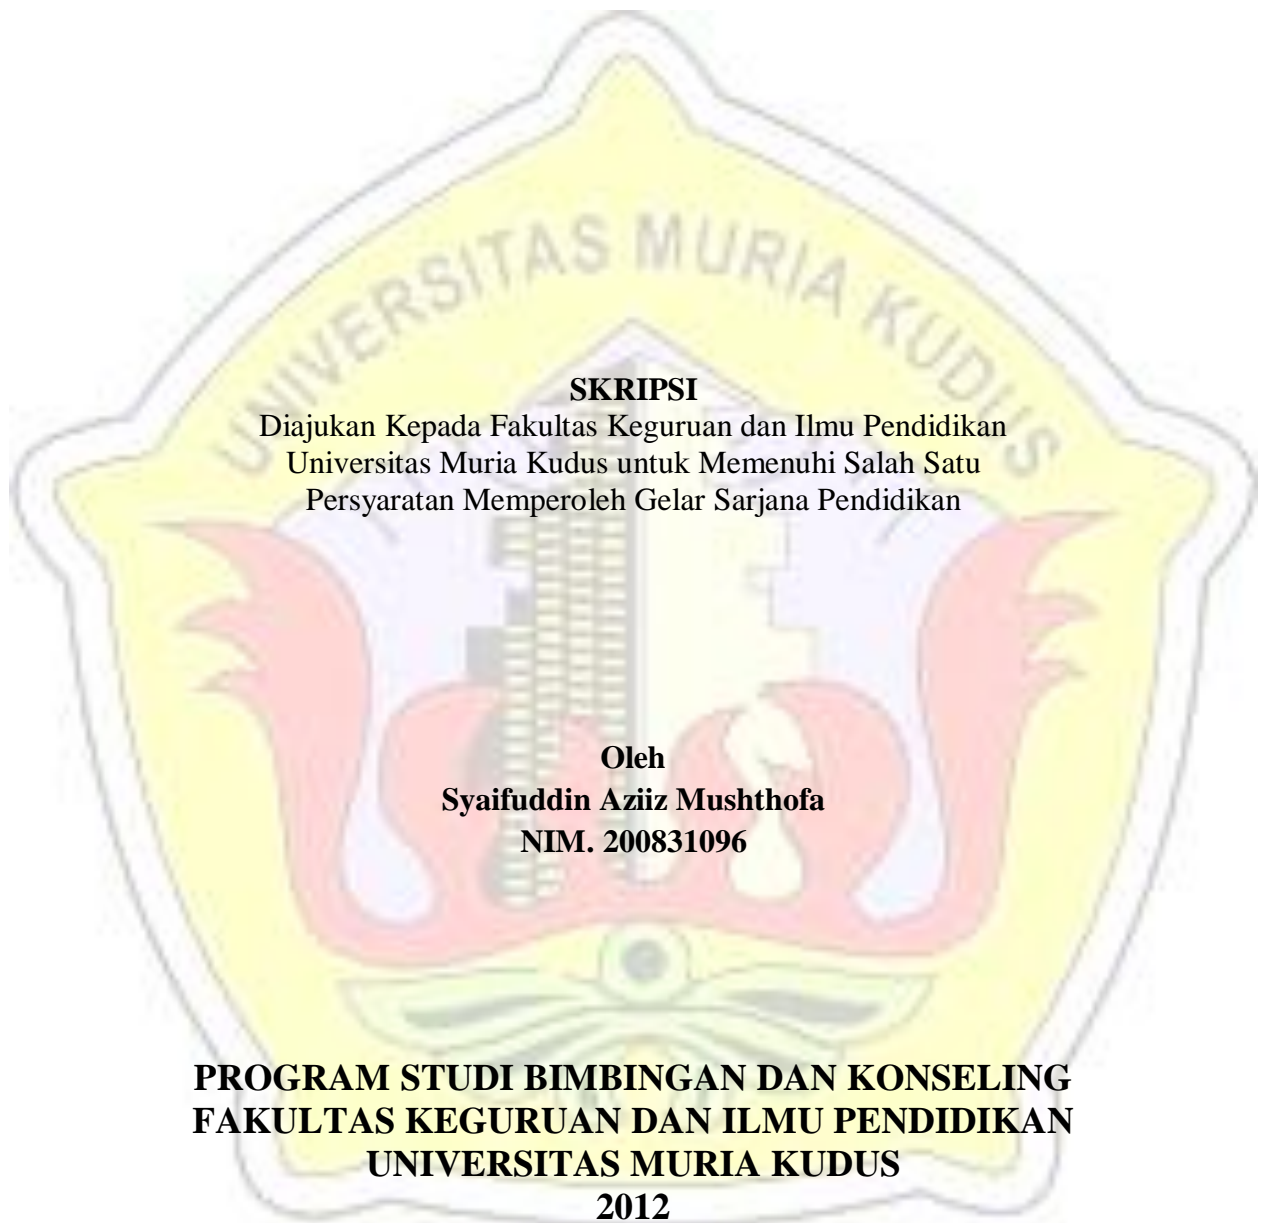 UNIVERSITAS MURIA KUDUS
SKRIPSI
Diajukan Kepada Fakultas Keguruan dan Ilmu Pendidikan
Universitas Muria Kudus untuk Memenuhi Salah Satu
Persyaratan Memperoleh Gelar Sarjana Pendidikan
Oleh
Syaifuddin Aziiz Mushthofa
NIM. 200831096
PROGRAM STUDI BIMBINGAN DAN KONSELING
FAKULTAS KEGURUAN DAN ILMU PENDIDIKAN
UNIVERSITAS MURIA KUDUS
2012